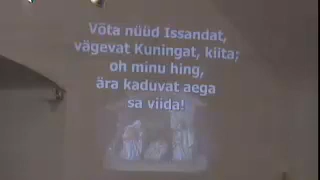 Võta nüüd Issandat,
vägevat Kuningat, kiita;
oh minu hing,
ära kaduvat aega
sa viida!